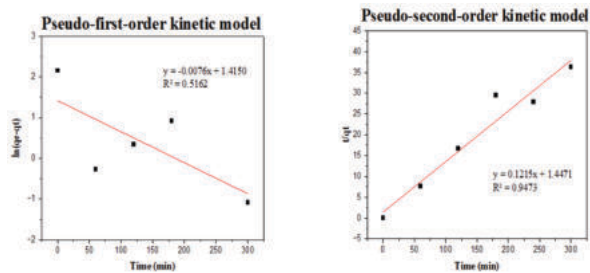 Pseudo-first-order kinetic model
y = -0.0076x + 1.4150
R² = 0.5162
ln(qe-qt)
2
1
0
-1
-2
0 50 100 150 200 250 300
Time (min)
Pseudo-second-order kinetic model
45
40
35
30
25
20
15
10
5
0
-5
t/qt
y = 0.1215x + 1.4471
R² = 0.9473
0 50 100 150 200 250 300
Time (min)